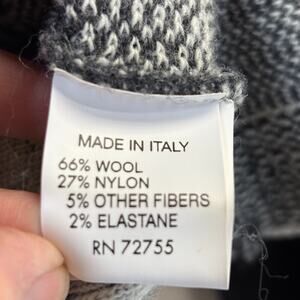 MADE IN ITALY
66% WOOL
27% NYLON
5% OTHER FIBERS
2% ELASTANE
RN 72755